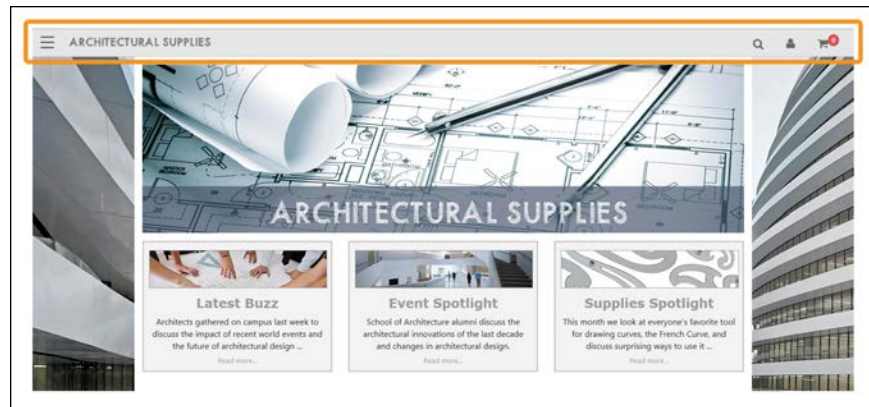 ARCHITECTURAL SUPPLIES
0
ARCHITECTURAL SUPPLIES
Latest Buzz
Architects gathered on campus last week to
discuss the impact of recent world events and
the future of architectural design ...
Read more...
Event Spotlight
School of Architecture alumni discuss the
architectural innovations of the last decade
and changes in architectural design.
Read more...
Supplies Spotlight
This month we look at everyone's favorite tool
for drawing curves, the French Curve, and
discuss surprising ways to use it ...
Read more...